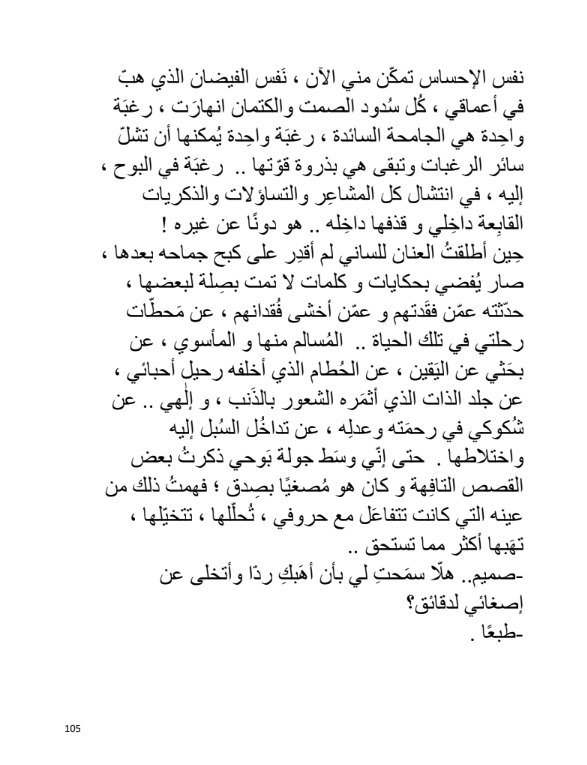 نفس الإحساس تمكّن مني الآن ، نَفس الفيضان الذي هبّ
في أعماقي ، كُل سُدود الصمت والكتمان انهارَت ، رغبَة
واحِدة هي الجامحة السائدة ، رغبَة واحِدة يُمكنها أن تشلّ
سائر الرغبات وتبقى هي بذروة قوّتها .. رغبَة في البوح ،
إليه ، في انتشال كل المشاعِر والتساؤلات والذكريات
القابِعة داخِلي و قذفها داخِله .. هو دونًا عن غيره !
حِين أطلقتُ العنان للساني لم أقدِر على كبح جماحه بعدها ،
صار يُفضي بحكايات و كلمات لا تمت بصِلة لبعضها ،
حدّثته عمّن فقَدتهم و عمّن أخشى فُقدانهم ، عن مَحطّات
رحلتي في تلك الحياة .. المُسالم منها و المأسوي ، عن
بحَثي عن اليَقين ، عن الحُطام الذي أخلفه رحيل أحبائي ،
عن جلد الذات الذي أثمَره الشعور بالذَنب ، و إلٰهي .. عن
شُكوكي في رحمَته وعدلِه ، عن تداخُل السُبل إليه
واختلاطها . حتى إنّي وسَط جولة بَوحي ذكرتُ بعض
القصص التافِهة و كان هو مُصغيًا بصِدق ؛ فهمتُ ذلك من
عينه التي كانت تتفاعَل مع حروفي ، تُحلّلها ، تتخيّلها ،
تهَبها أكثر مما تستحق ..
-صميم.. هلّا سمَحتِ لي بأن أهَبكِ ردّا وأتخلى عن
إصغائي لدقائق؟
-طبعًا .
105